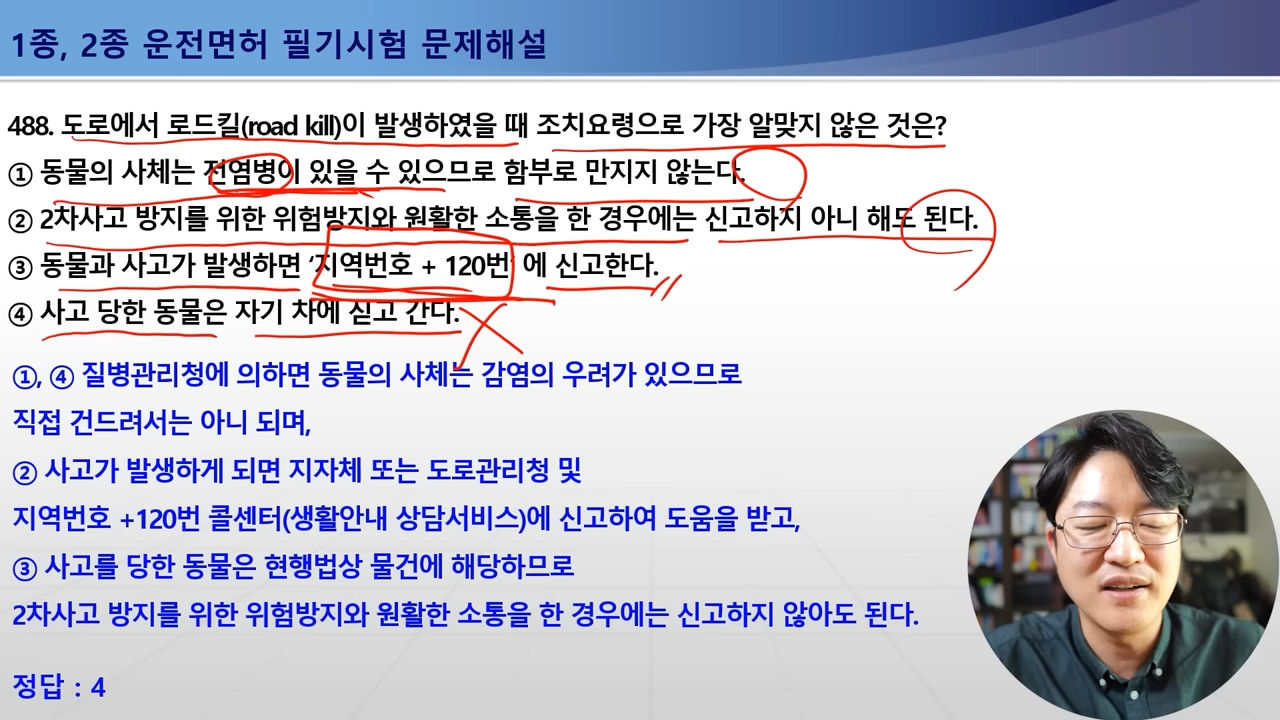 1종, 2종 운전면허 필기시험 문제해설
488. 도로에서 로드킬(road kill)이 발생하였을 때 조치요령으로 가장 알맞지 않은 것은?
① 동물의 사체는 전염병이 있을 수 있으므로 함부로 만지지 않는다.
② 2차사고 방지를 위한 위험방지와 원활한 소통을 한 경우에는 신고하지 아니 해도 된다.
③ 동물과 사고가 발생하면 '지역번호 + 120번' 에 신고한다.
④ 사고 당한 동물은 자기 차에 싣고 간다.
①, ④ 질병관리청에 의하면 동물의 사체는 감염의 우려가 있으므로
직접 건드려서는 아니 되며,
② 사고가 발생하게 되면 지자체 또는 도로관리청 및
지역번호 +120번 콜센터(생활안내 상담서비스)에 신고하여 도움을 받고,
③ 사고를 당한 동물은 현행법상 물건에 해당하므로
2차사고 방지를 위한 위험방지와 원활한 소통을 한 경우에는 신고하지 않아도 된다.
정답 : 4